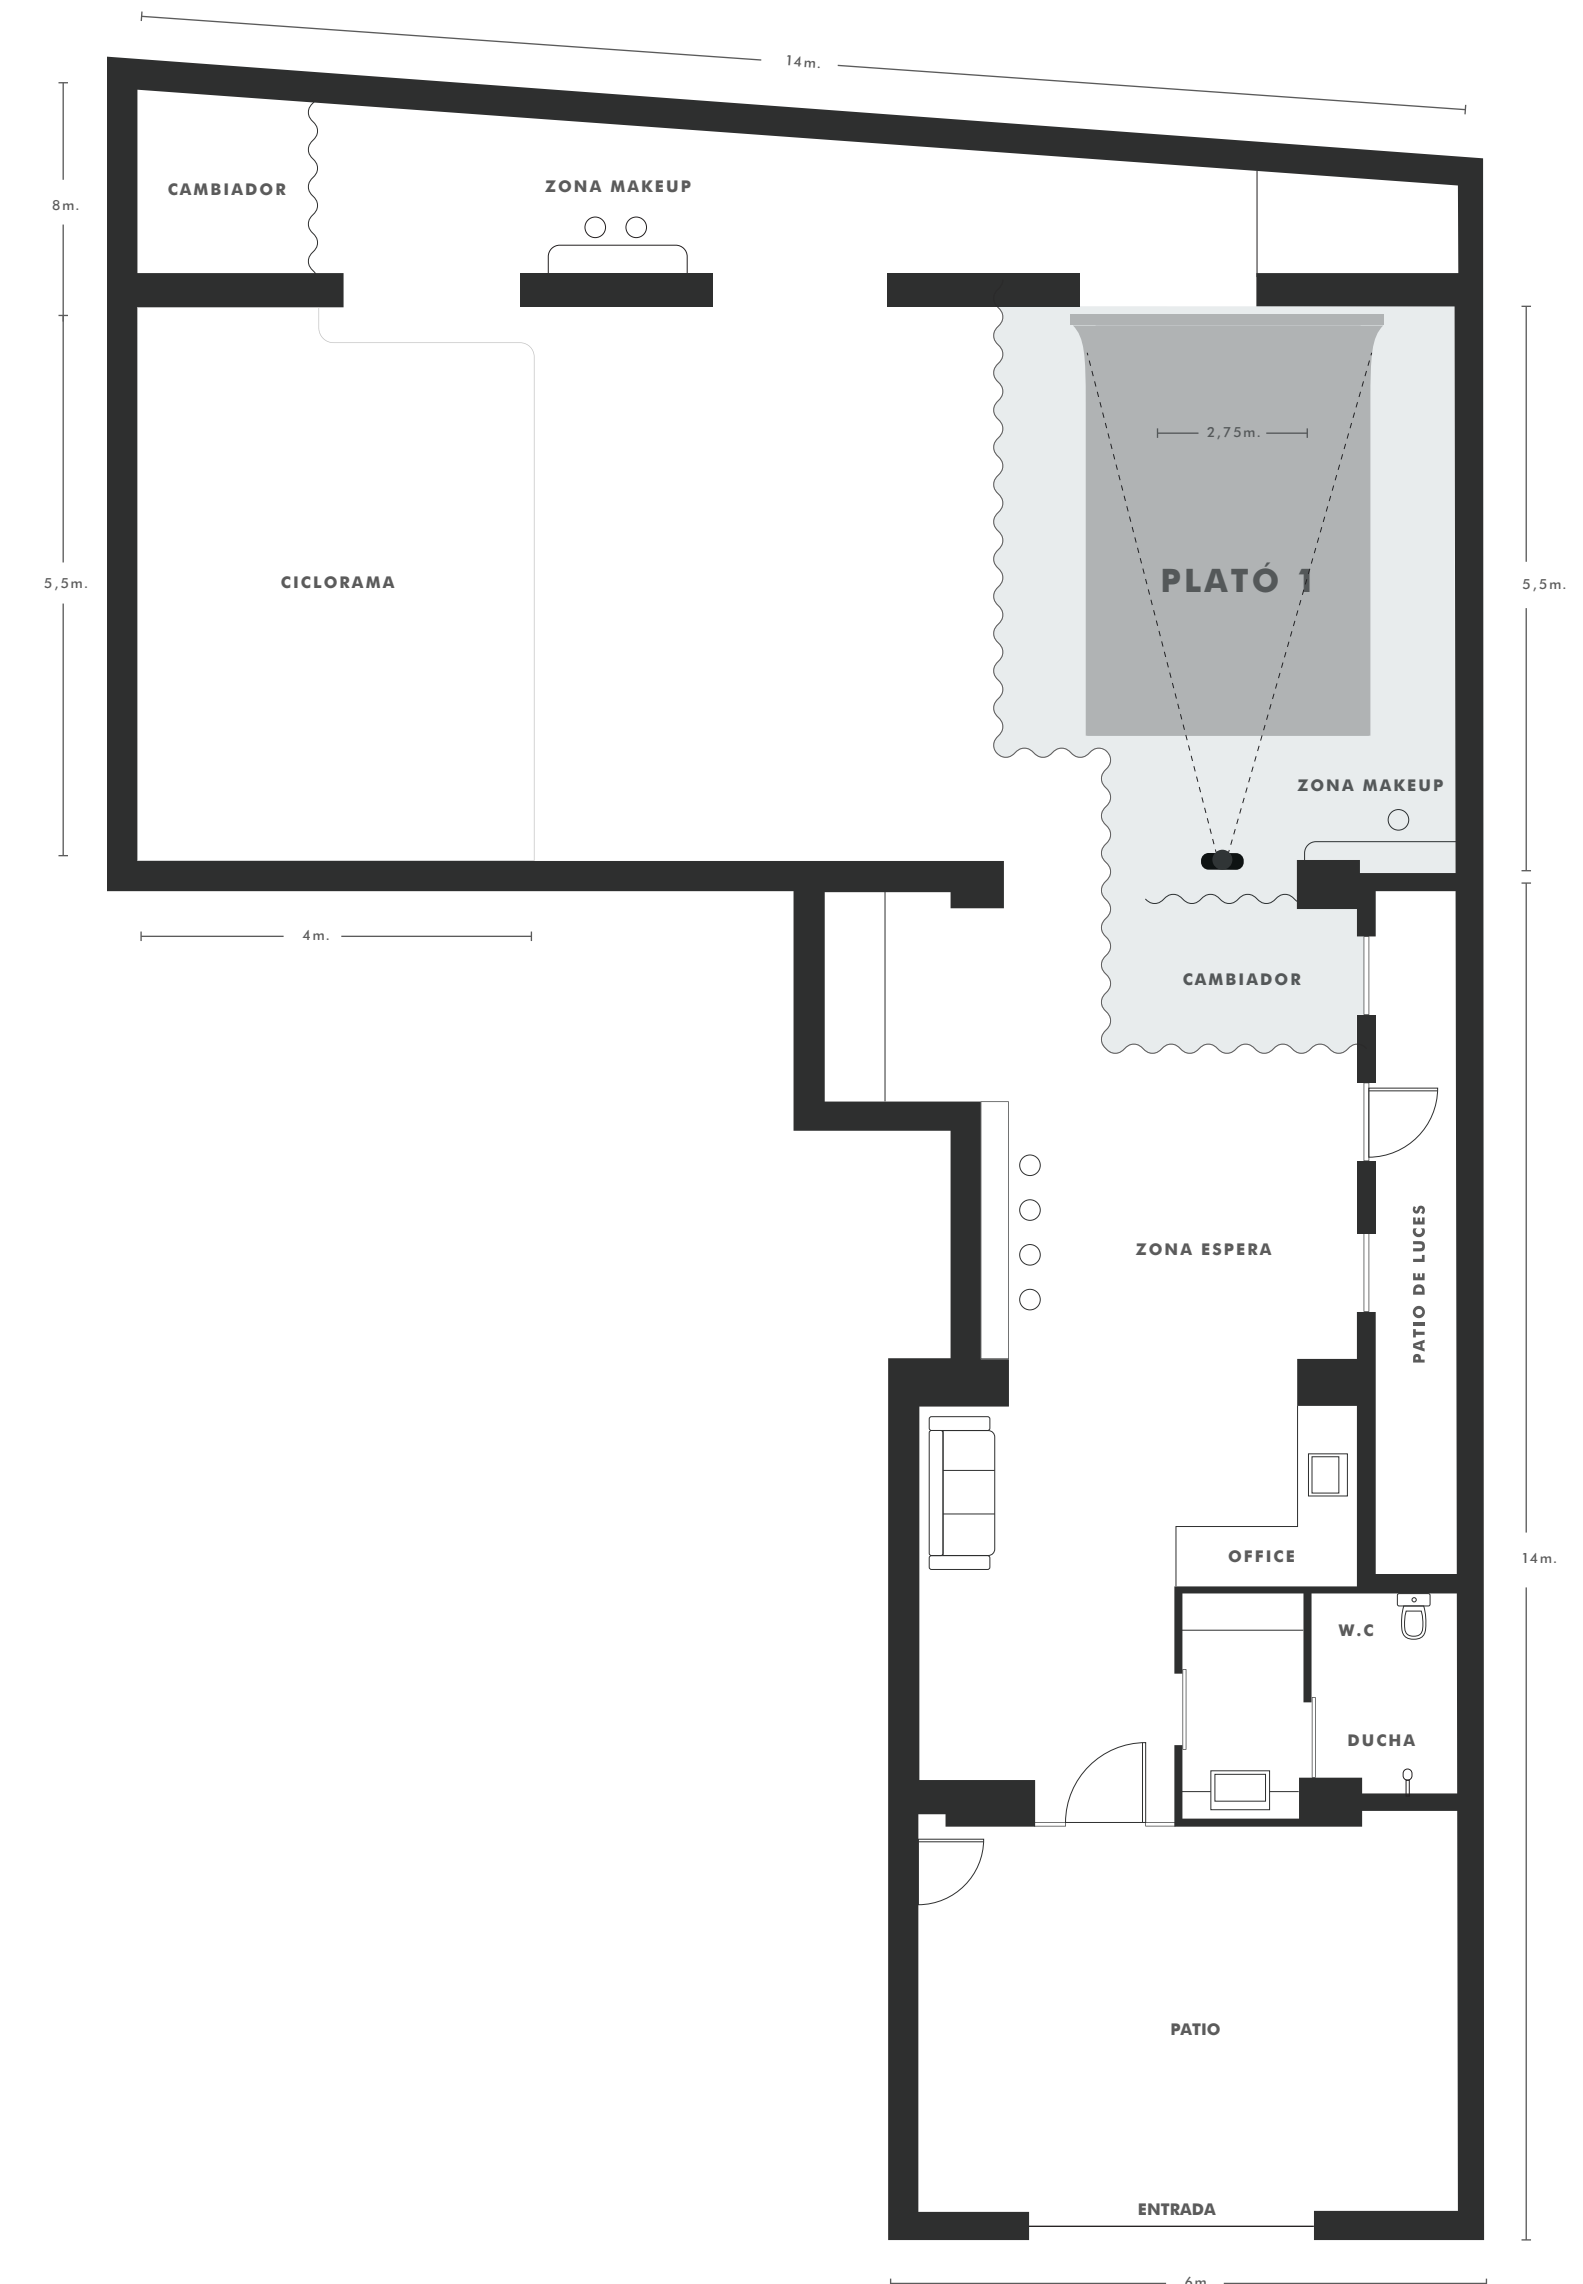 14m.
CAMBIADOR
ZONA MAKEUP
8m.
2,75m.
CICLORAMA
PLATÓ 1
5,5m.
5,5m.
ZONA MAKEUP
4m.
CAMBIADOR
ZONA ESPERA
PATIO DE LUCES
OFFICE
14m.
W.C
DUCHA
PATIO
ENTRADA
6m